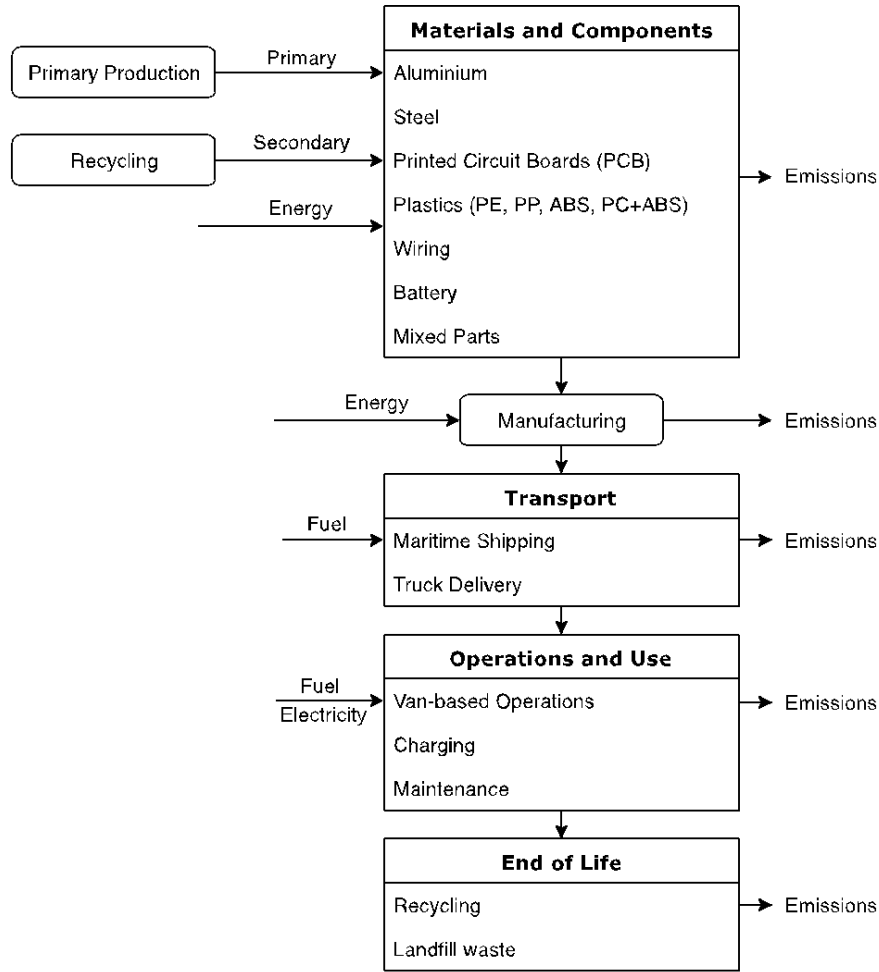 Materials and Components
Primary Production
Primary
Aluminium
Steel
Recycling
Secondary
Printed Circuit Boards (PCB)
Emissions
Energy
Plastics (PE, PP, ABS, PC+ABS)
Wiring
Battery
Mixed Parts
Energy
Manufacturing
Emissions
Transport
Fuel
Maritime Shipping
Emissions
Truck Delivery
Operations and Use
Fuel
Electricity
Van-based Operations
Emissions
Charging
Maintenance
End of Life
Recycling
Emissions
Landfill waste